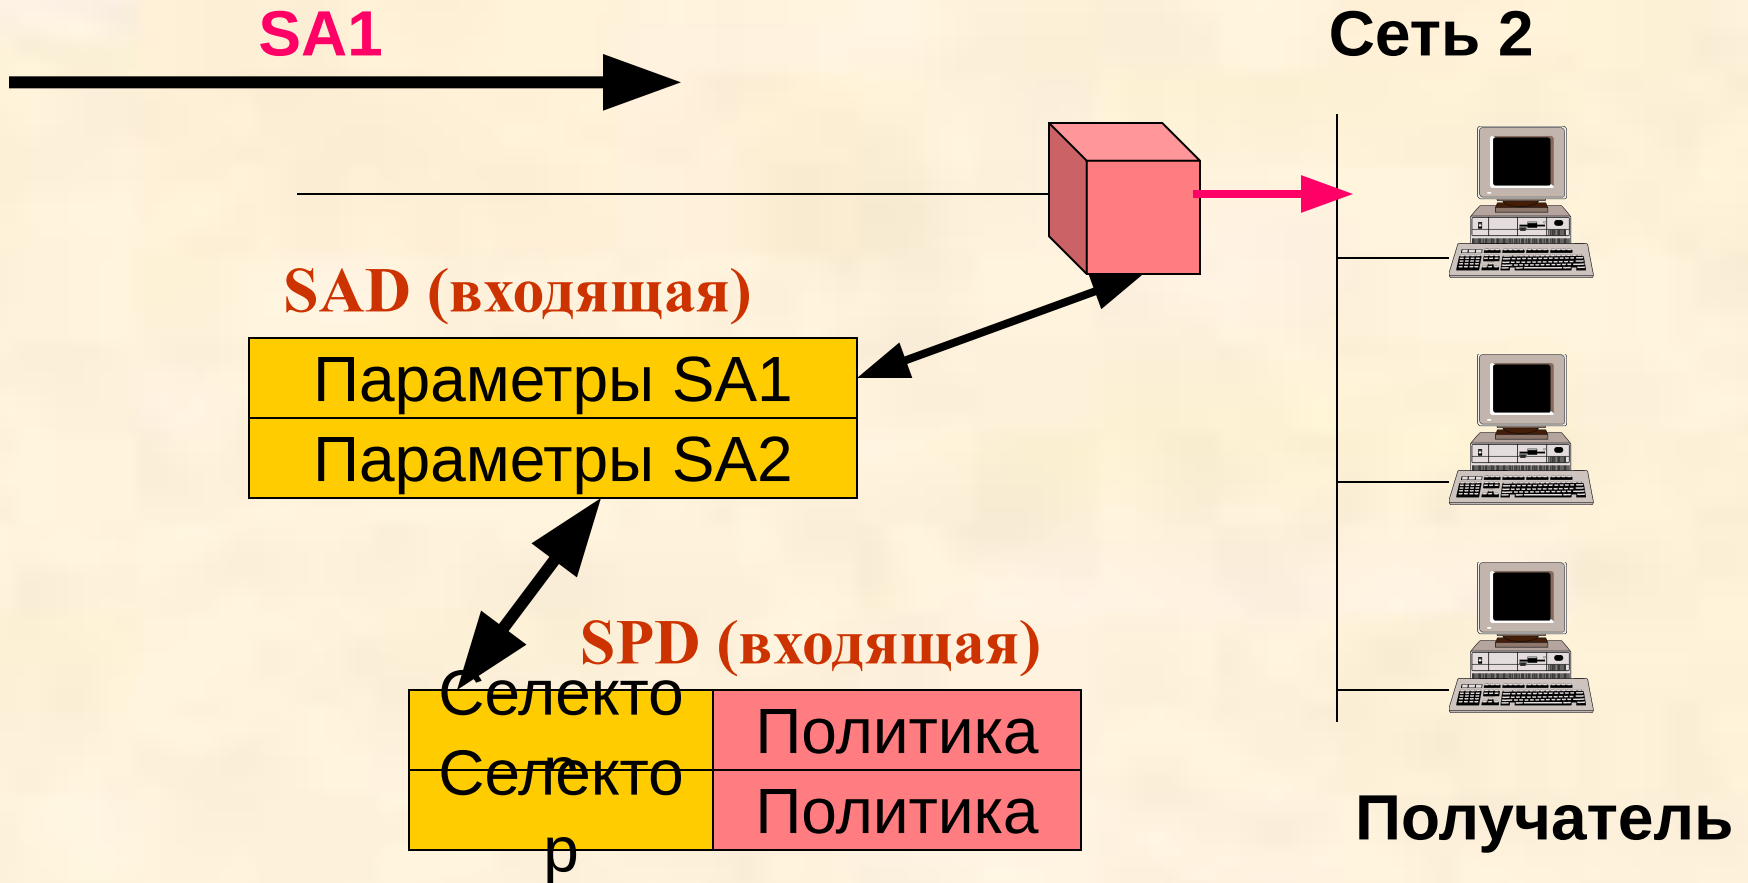 SA1
Сеть 2
SAD (входящая)
Параметры SA1
Параметры SA2
SPD (входящая)
Селекто
р
Политика
Селекто
р
Политика
Получатель